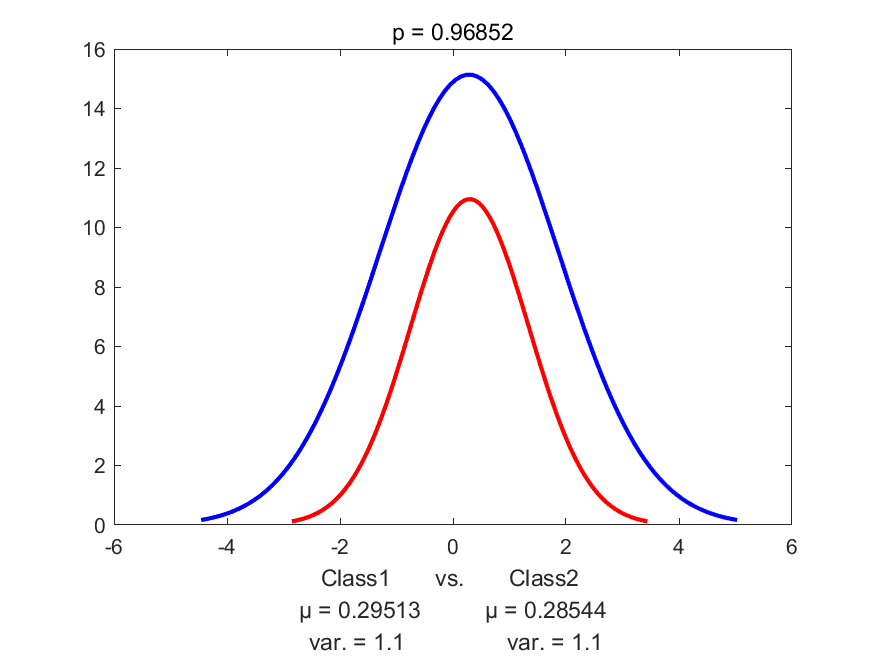 p = 0.96852
16
14
12
10
8
6
4
2
0
-6 -4 -2 0 2 4 6
Class1 vs. Class2
μ = 0.29513 μ = 0.28544
var. = 1.1 var. = 1.1